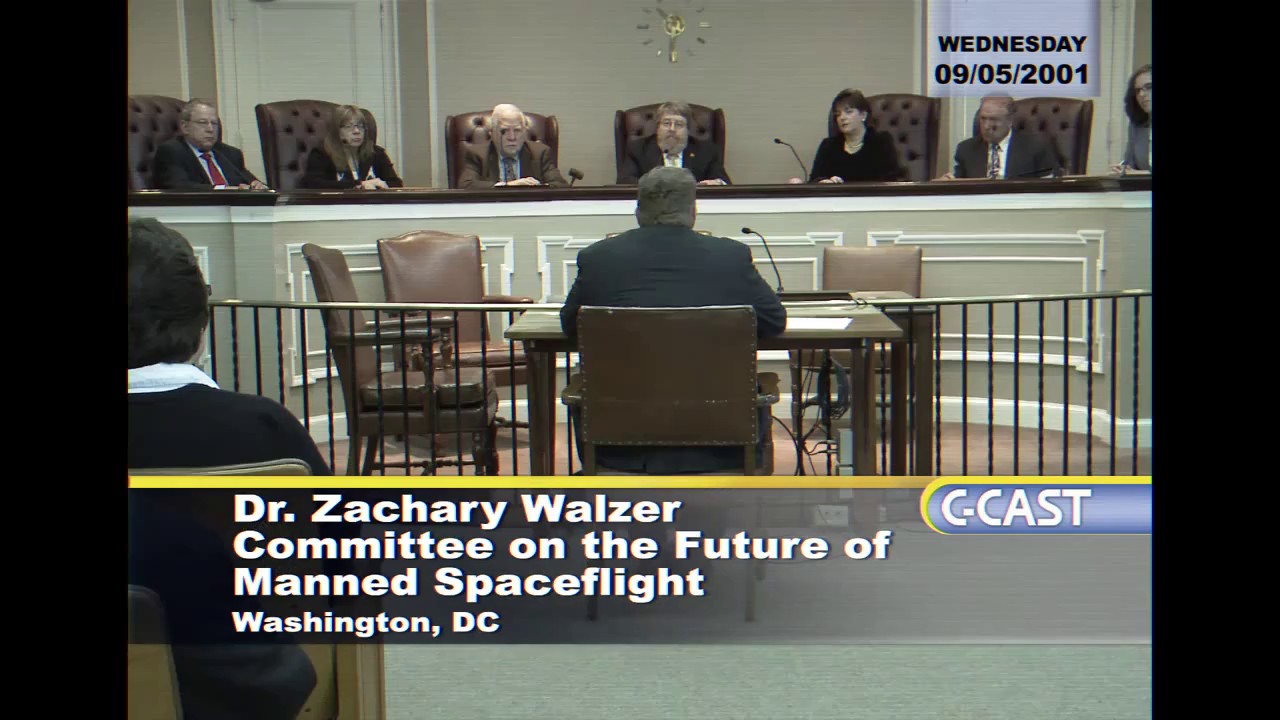 WEDNESDAY
09/05/2001
Dr. Zachary Walzer
Committee on the Future of
Manned Spaceflight
Washington, DC
C-CAST